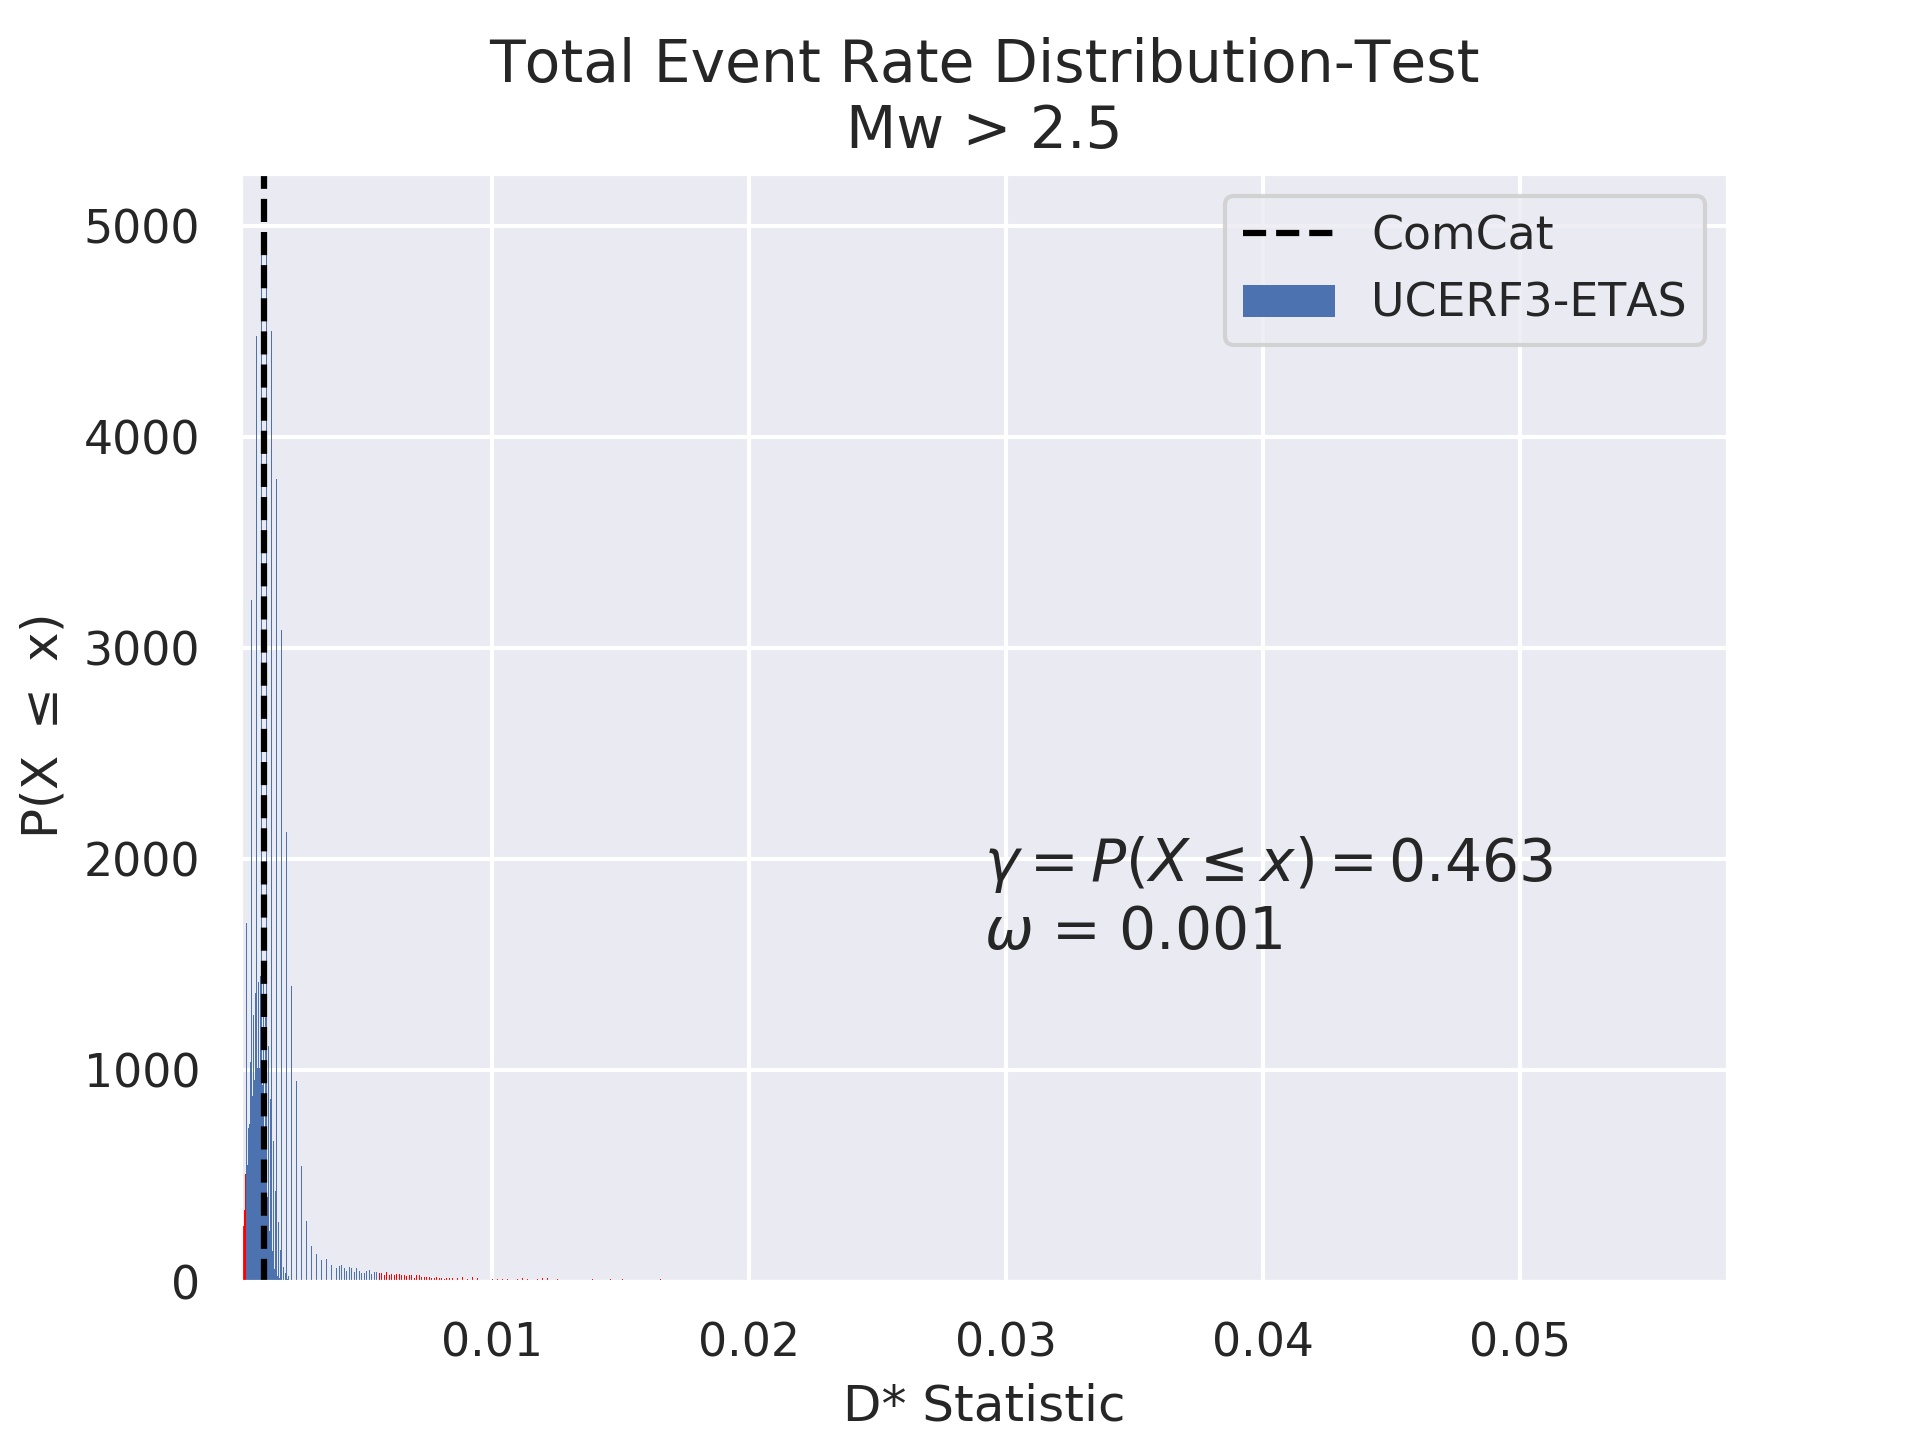 Total Event Rate Distribution-Test
Mw > 2.5
5000
4000
3000
2000
1000
0
P(X ≤ x)
ComCat
UCERF3-ETAS
γ = P(X ≤ x) = 0.463
ω = 0.001
0.01 0.02 0.03 0.04 0.05
D* Statistic